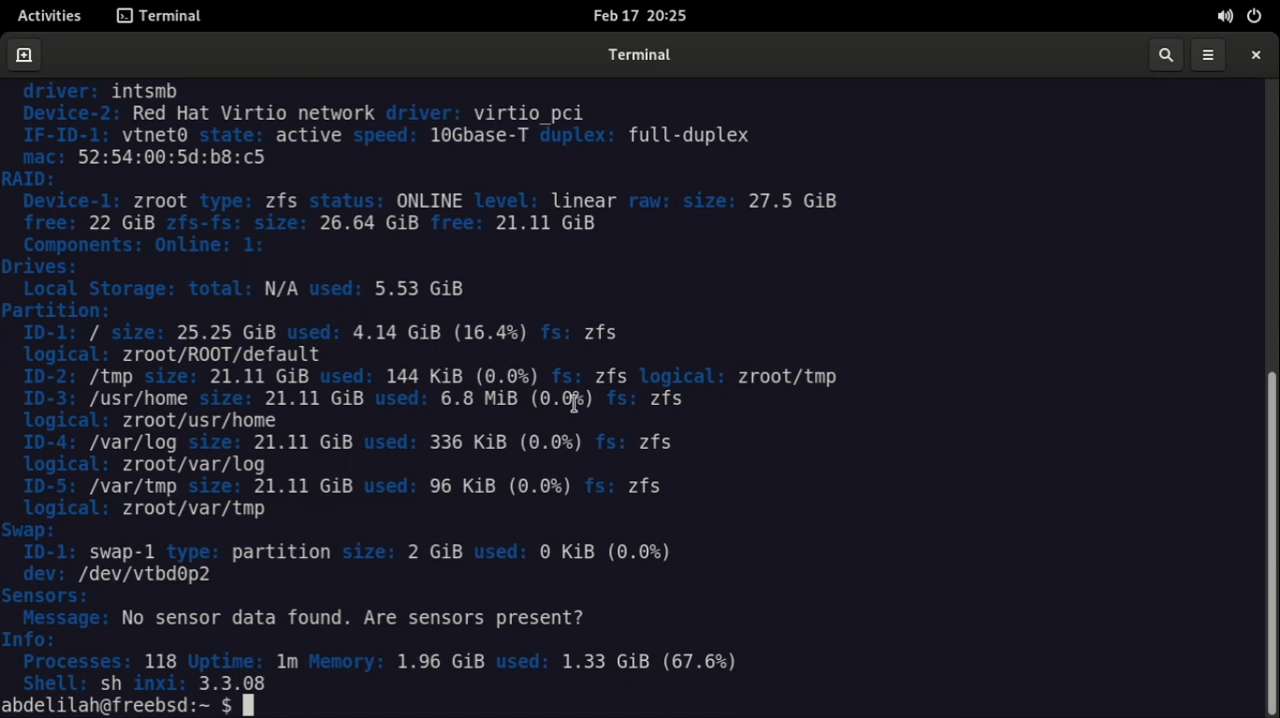 Activities Terminal Feb 17 20:25
Terminal
driver: intsmb
Device-2: Red Hat Virtio network driver: virtio_pci
IF-ID-1: vtnet0 state: active speed: 10Gbase-T duplex: full-duplex
mac: 52:54:00:5d:b8:c5
RAID:
Device-1: zroot type: zfs status: ONLINE level: linear raw: size: 27.5 GiB
free: 22 GiB zfs-fs: size: 26.64 GiB free: 21.11 GiB
Components: Online: 1:
Drives:
Local Storage: total: N/A used: 5.53 GiB
Partition:
ID-1: / size: 25.25 GiB used: 4.14 GiB (16.4%) fs: zfs
logical: zroot/ROOT/default
ID-2: /tmp size: 21.11 GiB used: 144 KiB (0.0%) fs: zfs logical: zroot/tmp
ID-3: /usr/home size: 21.11 GiB used: 6.8 MiB (0.0%) fs: zfs
logical: zroot/usr/home
ID-4: /var/log size: 21.11 GiB used: 336 KiB (0.0%) fs: zfs
logical: zroot/var/log
ID-5: /var/tmp size: 21.11 GiB used: 96 KiB (0.0%) fs: zfs
logical: zroot/var/tmp
Swap:
ID-1: swap-1 type: partition size: 2 GiB used: 0 KiB (0.0%)
dev: /dev/vtbd0p2
Sensors:
Message: No sensor data found. Are sensors present?
Info:
Processes: 118 Uptime: 1m Memory: 1.96 GiB used: 1.33 GiB (67.6%)
Shell: sh inxi: 3.3.08
abdelilah@freebsd:~ $